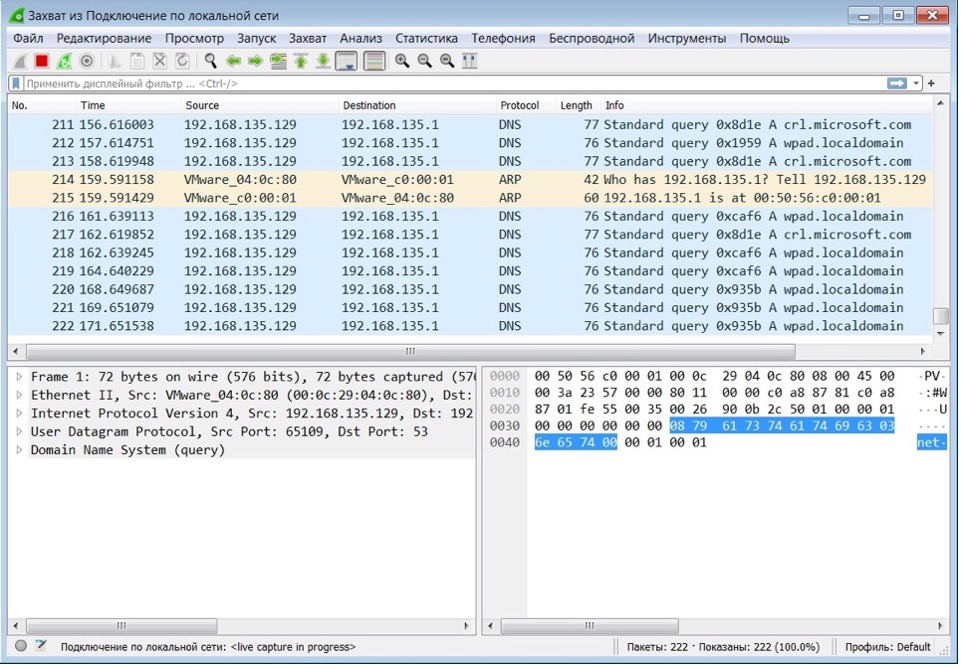 Захват из Подключение по локальной сети
Файл Редактирование Просмотр Запуск Захват Анализ Статистика Телефония Беспроводной Инструменты Помощь
Применить дисплейный фильтр ... <Ctrl-/>
No. Time Source Destination Protocol Length Info
211 156.616003 192.168.135.129 192.168.135.1 DNS 77 Standard query 0x8d1e A crl.microsoft.com
212 157.614751 192.168.135.129 192.168.135.1 DNS 76 Standard query 0x1959 A wpad.localdomain
213 158.619948 192.168.135.129 192.168.135.1 DNS 77 Standard query 0x8d1e A crl.microsoft.com
214 159.591158 VMware_04:0c:80 VMware_c0:00:01 ARP 42 Who has 192.168.135.1? Tell 192.168.135.129
215 159.591429 VMware_c0:00:01 VMware_04:0c:80 ARP 60 192.168.135.1 is at 00:50:56:c0:00:01
216 161.639113 192.168.135.129 192.168.135.1 DNS 76 Standard query 0xcaf6 A wpad.localdomain
217 162.619852 192.168.135.129 192.168.135.1 DNS 77 Standard query 0x8d1e A crl.microsoft.com
218 162.639245 192.168.135.129 192.168.135.1 DNS 76 Standard query 0xcaf6 A wpad.localdomain
219 164.640229 192.168.135.129 192.168.135.1 DNS 76 Standard query 0xcaf6 A wpad.localdomain
220 168.649687 192.168.135.129 192.168.135.1 DNS 76 Standard query 0x935b A wpad.localdomain
221 169.651079 192.168.135.129 192.168.135.1 DNS 76 Standard query 0x935b A wpad.localdomain
222 171.651538 192.168.135.129 192.168.135.1 DNS 76 Standard query 0x935b A wpad.localdomain
Frame 1: 72 bytes on wire (576 bits), 72 bytes captured (57
Ethernet II, Src: VMware_04:0c:80 (00:0c:29:04:0c:80), Dst:
Internet Protocol Version 4, Src: 192.168.135.129, Dst: 192
User Datagram Protocol, Src Port: 65109, Dst Port: 53
Domain Name System (query)
0000 00 50 56 c0 00 01 00 0c 29 04 0c 80 08 00 45 00 ·PV·
0010 00 3a 23 57 00 00 80 11 00 00 c0 a8 87 81 c0 a8 ·:#W
0020 87 01 fe 55 00 35 00 26 90 0b 2c 50 01 00 00 01 ···U
0030 00 00 00 00 00 00 08 79 61 73 74 61 74 69 63 03 ····
0040 6e 65 74 00 00 01 00 01 net·
Подключение по локальной сети: <live capture in progress> Пакеты: 222 · Показаны: 222 (100.0%) Профиль: Default